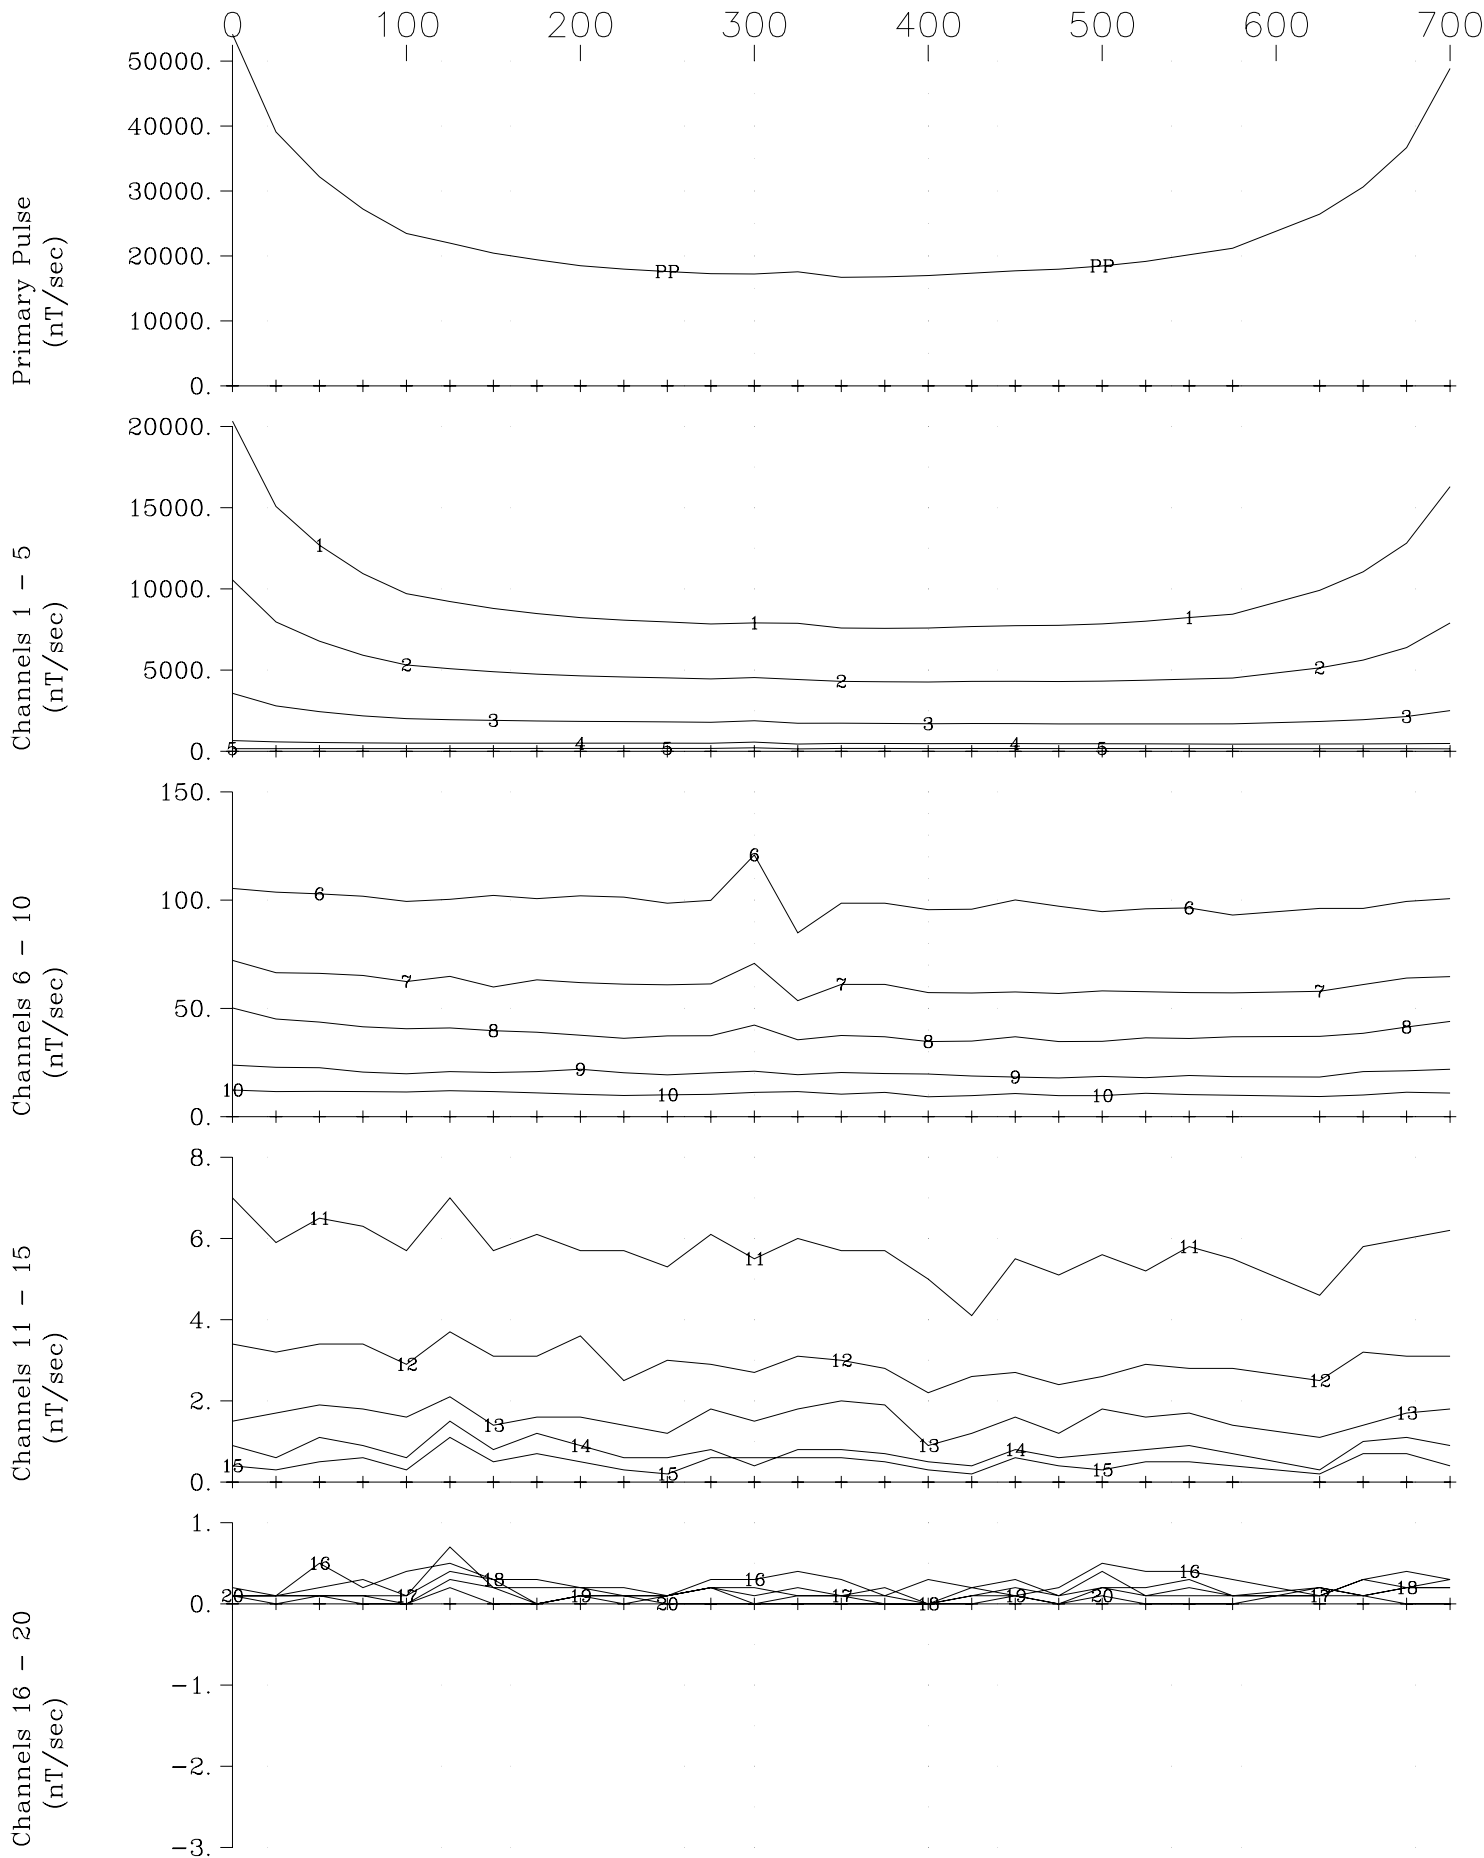 0 100 200 300 400 500 600 700
50000.
40000.
30000.
20000.
10000.
0.
Primary Pulse
(nT/sec)
PP PP
20000.
15000.
10000.
5000.
0.
Channels 1 - 5
(nT/sec)
1 1 1
2 2 2
3 3 3
4 4
5 5 5
150.
100.
50.
0.
Channels 6 - 10
(nT/sec)
6 6 6
7 7 7
8 8 8
9 9
10 10 10
8.
6.
4.
2.
0.
Channels 11 - 15
(nT/sec)
11 11 11
12 12 12
13 13 13
14 14
15 15 15
1.
0.
-1.
-2.
-3.
Channels 16 - 20
(nT/sec)
16 16 16
17 17 17
18 18 18
19 19
20 20 20